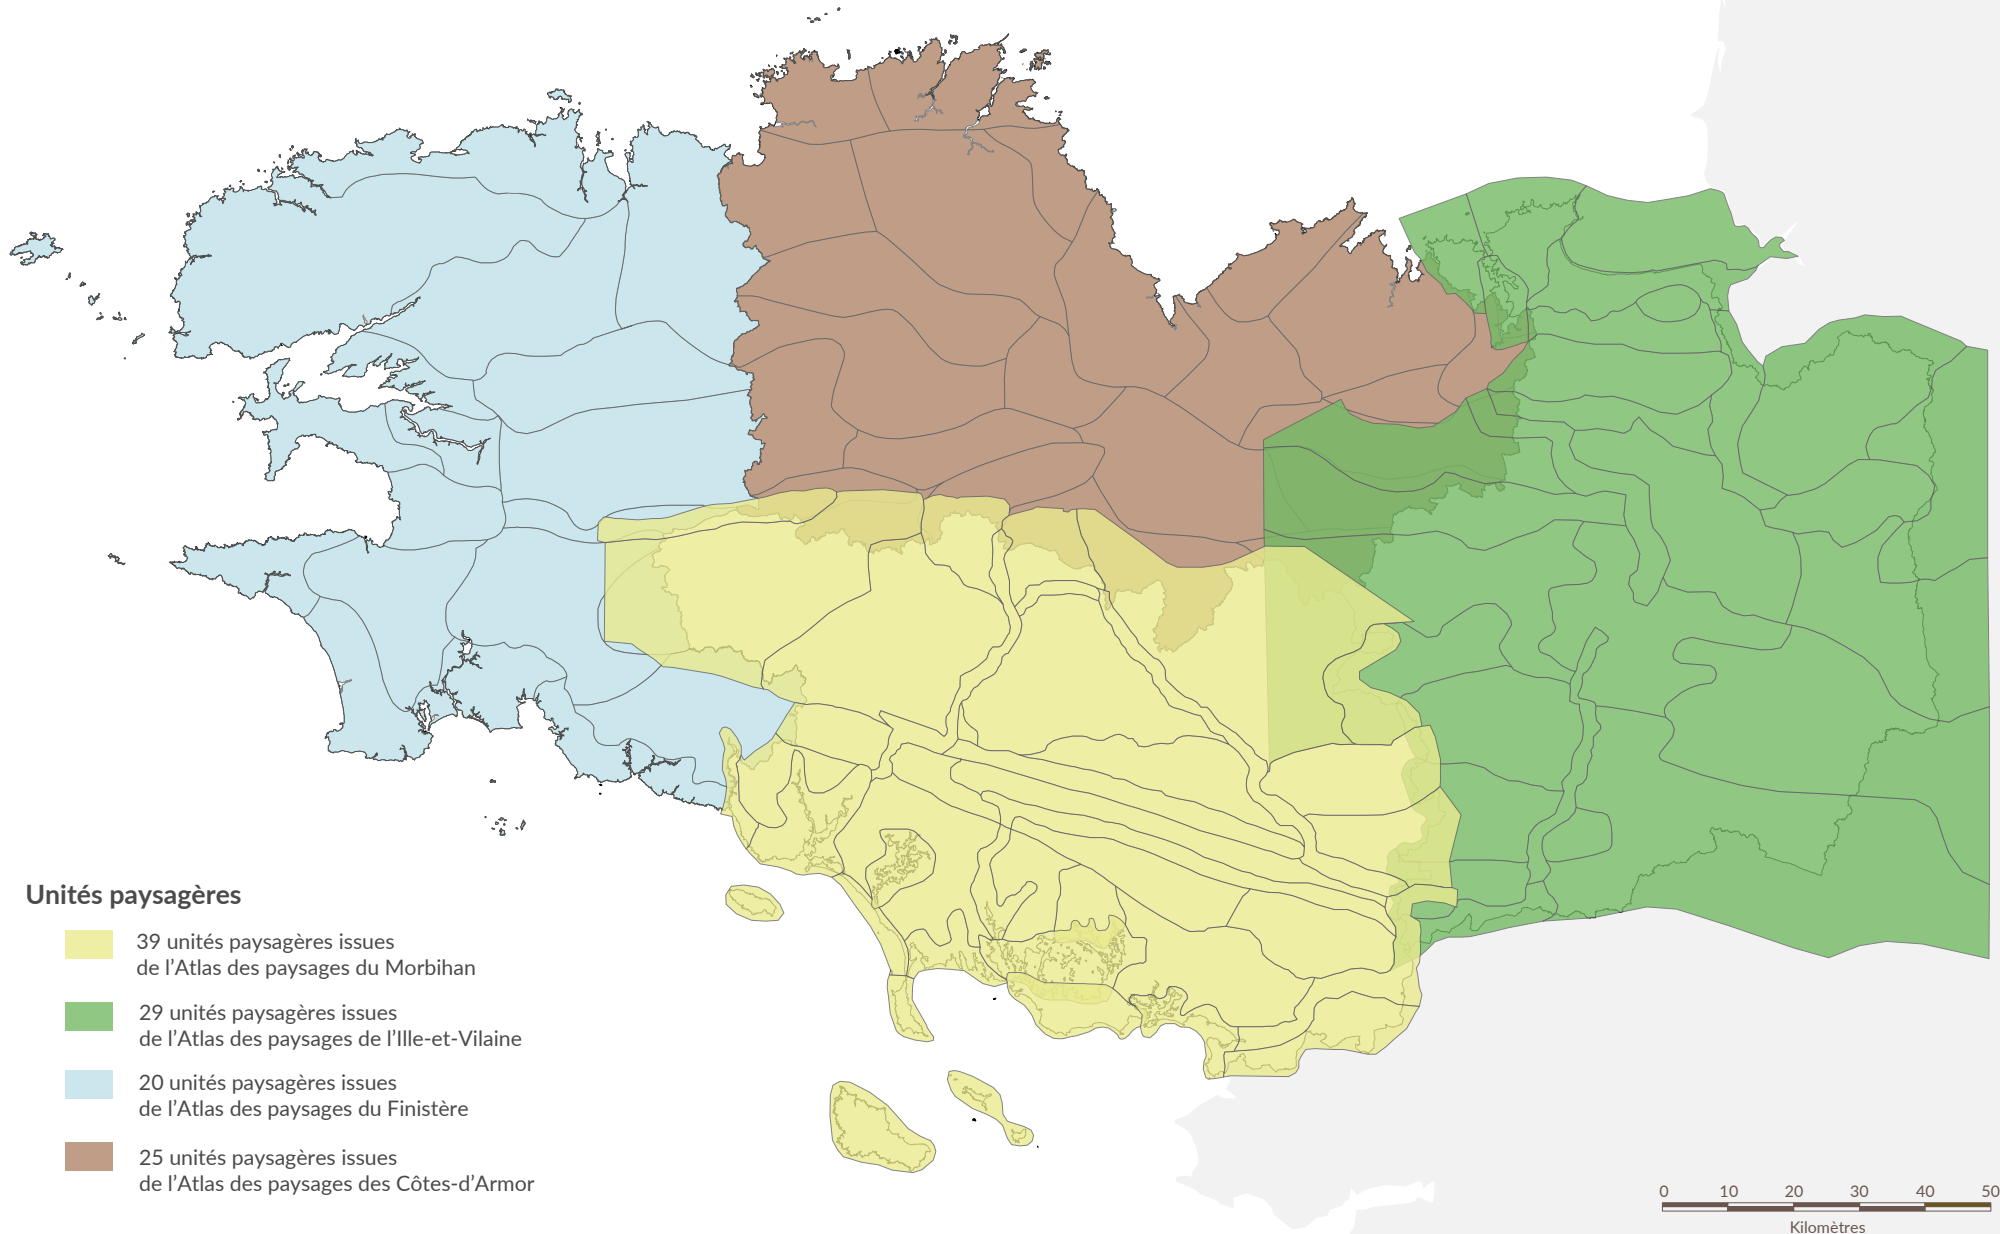 Unités paysagères
39 unités paysagères issues
de l’Atlas des paysages du Morbihan
29 unités paysagères issues
de l’Atlas des paysages de l’Ille-et-Vilaine
20 unités paysagères issues
de l’Atlas des paysages du Finistère
25 unités paysagères issues
de l’Atlas des paysages des Côtes-d’Armor
0 10 20 30 40 50
Kilomètres